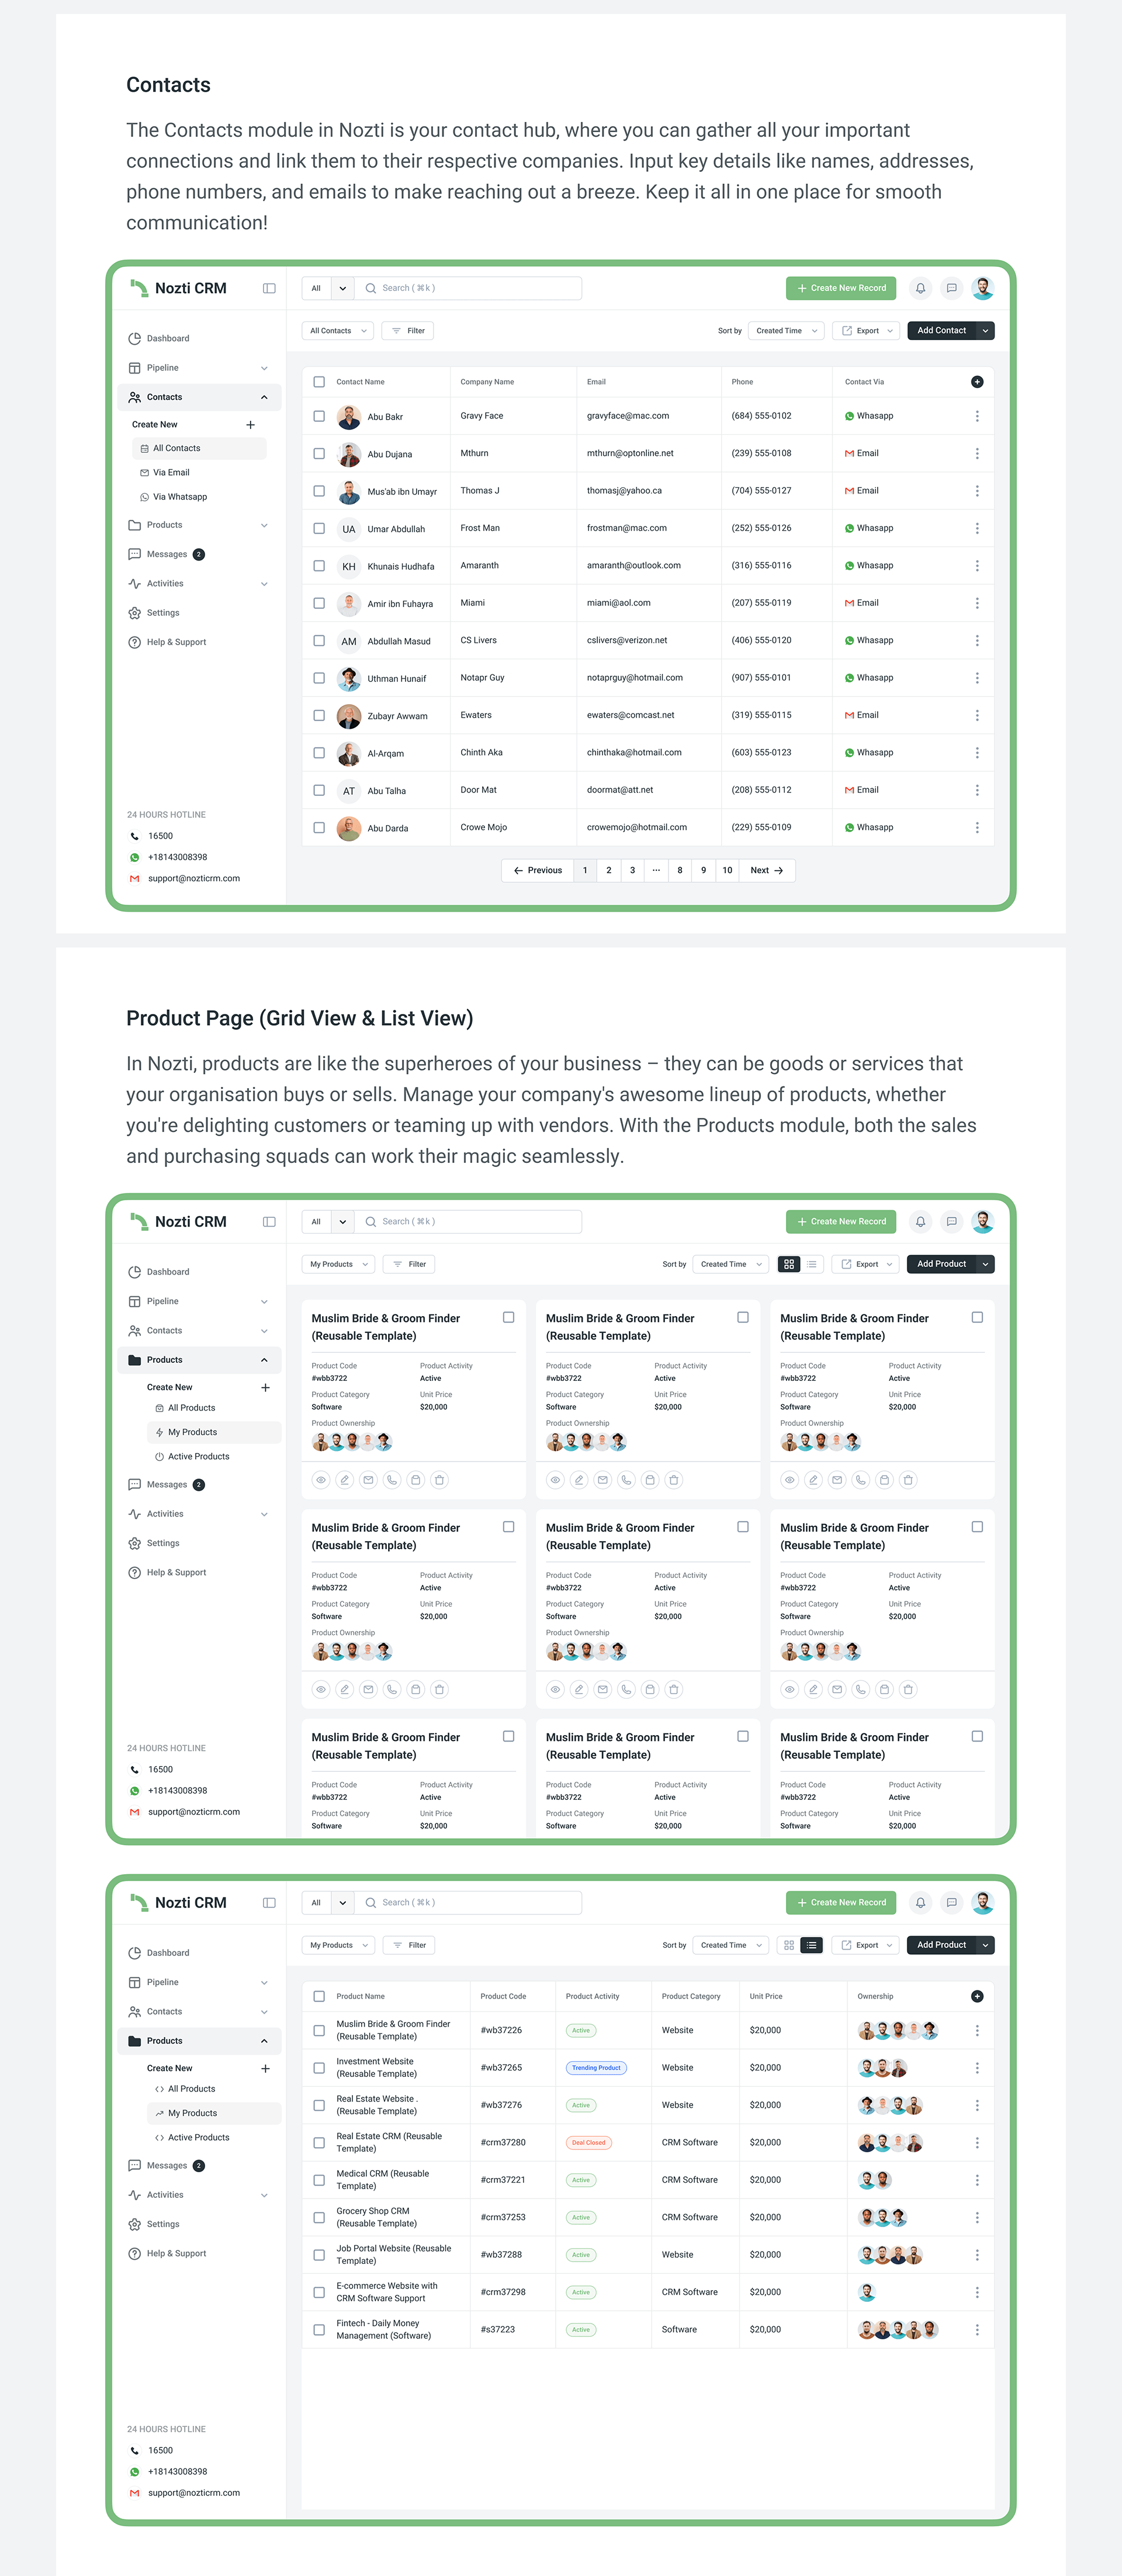 Contacts
The Contacts module in Nozti is your contact hub, where you can gather all your important
connections and link them to their respective companies. Input key details like names, addresses,
phone numbers, and emails to make reaching out a breeze. Keep it all in one place for smooth
communication!
Nozti CRM
All Search ( ⌘k ) Create New Record
All Contacts Filter Sort by Created Time Export Add Contact
Dashboard
Pipeline
Contacts
Create New
All Contacts
Via Email
Via Whatsapp
Products
Messages 2
Activities
Settings
Help & Support
24 HOURS HOTLINE
16500
+18143008398
support@nozticrm.com
Contact Name Company Name Email Phone Contact Via
Abu Bakr Gravy Face gravyface@mac.com (684) 555-0102 Whasapp
Abu Dujana Mthurn mthurn@optonline.net (239) 555-0108 Email
Mus'ab ibn Umayr Thomas J thomasj@yahoo.ca (704) 555-0127 Email
UA Umar Abdullah Frost Man frostman@mac.com (252) 555-0126 Whasapp
KH Khunais Hudhafa Amaranth amaranth@outlook.com (316) 555-0116 Whasapp
Amir ibn Fuhayra Miami miami@aol.com (207) 555-0119 Email
AM Abdullah Masud CS Livers cslivers@verizon.net (406) 555-0120 Whasapp
Uthman Hunaif Notapr Guy notaprguy@hotmail.com (907) 555-0101 Whasapp
Zubayr Awwam Ewaters ewaters@comcast.net (319) 555-0115 Email
Al-Arqam Chinth Aka chinthaka@hotmail.com (603) 555-0123 Whasapp
AT Abu Talha Door Mat doormat@att.net (208) 555-0112 Email
Abu Darda Crowe Mojo crowemojo@hotmail.com (229) 555-0109 Whasapp
Previous 1 2 3 ... 8 9 10 Next
Product Page (Grid View & List View)
In Nozti, products are like the superheroes of your business – they can be goods or services that
your organisation buys or sells. Manage your company's awesome lineup of products, whether
you're delighting customers or teaming up with vendors. With the Products module, both the sales
and purchasing squads can work their magic seamlessly.
Nozti CRM
All Search ( ⌘k ) Create New Record
My Products Filter Sort by Created Time Export Add Product
Dashboard
Pipeline
Contacts
Products
Create New
All Products
My Products
Active Products
Messages 2
Activities
Settings
Help & Support
24 HOURS HOTLINE
16500
+18143008398
support@nozticrm.com
Muslim Bride & Groom Finder Muslim Bride & Groom Finder Muslim Bride & Groom Finder
(Reusable Template) (Reusable Template) (Reusable Template)
Product Code Product Activity Product Code Product Activity Product Code Product Activity
#wbb3722 Active #wbb3722 Active #wbb3722 Active
Product Category Unit Price Product Category Unit Price Product Category Unit Price
Software $20,000 Software $20,000 Software $20,000
Product Ownership Product Ownership Product Ownership
Muslim Bride & Groom Finder Muslim Bride & Groom Finder Muslim Bride & Groom Finder
(Reusable Template) (Reusable Template) (Reusable Template)
Product Code Product Activity Product Code Product Activity Product Code Product Activity
#wbb3722 Active #wbb3722 Active #wbb3722 Active
Product Category Unit Price Product Category Unit Price Product Category Unit Price
Software $20,000 Software $20,000 Software $20,000
Product Ownership Product Ownership Product Ownership
Muslim Bride & Groom Finder Muslim Bride & Groom Finder Muslim Bride & Groom Finder
(Reusable Template) (Reusable Template) (Reusable Template)
Product Code Product Activity Product Code Product Activity Product Code Product Activity
#wbb3722 Active #wbb3722 Active #wbb3722 Active
Product Category Unit Price Product Category Unit Price Product Category Unit Price
Software $20,000 Software $20,000 Software $20,000
Nozti CRM
All Search ( ⌘k ) Create New Record
My Products Filter Sort by Created Time Export Add Product
Dashboard
Pipeline
Contacts
Products
Create New
All Products
My Products
Active Products
Messages 2
Activities
Settings
Help & Support
24 HOURS HOTLINE
16500
+18143008398
support@nozticrm.com
Product Name Product Code Product Activity Product Category Unit Price Ownership
Muslim Bride & Groom Finder
(Reusable Template) #wb37226 Active Website $20,000
Investment Website
(Reusable Template) #wb37265 Trending Product Website $20,000
Real Estate Website .
(Reusable Template) #wb37276 Active Website $20,000
Real Estate CRM (Reusable
Template) #crm37280 Deal Closed CRM Software $20,000
Medical CRM (Reusable
Template) #crm37221 Active CRM Software $20,000
Grocery Shop CRM
(Reusable Template) #crm37253 Active CRM Software $20,000
Job Portal Website (Reusable
Template) #wb37288 Active Website $20,000
E-commerce Website with
CRM Software Support #crm37298 Active CRM Software $20,000
Fintech - Daily Money
Management (Software) #s37223 Active Software $20,000